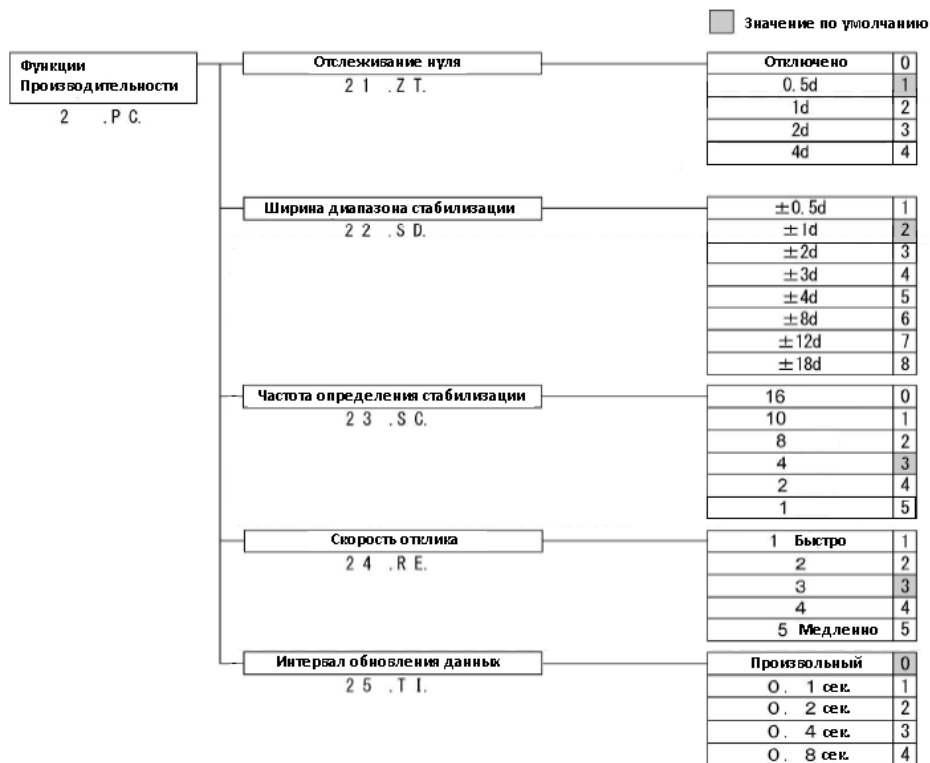 Значение по умолчанию
Функции
Производительности
2 .P C.
Отслеживание нуля
2 1 .Z T.
Отключено 0
0. 5d 1
1d 2
2d 3
4d 4
Ширина диапазона стабилизации
2 2 .S D.
±0. 5d 1
±1d 2
±2d 3
±3d 4
±4d 5
±8d 6
±12d 7
±18d 8
Частота определения стабилизации
2 3 .S C.
16 0
10 1
8 2
4 3
2 4
1 5
Скорость отклика
2 4 .R E.
1 Быстро 1
2 2
3 3
4 4
5 Медленно 5
Интервал обновления данных
2 5 .T I.
Произвольный 0
0. 1 сек. 1
0. 2 сек. 2
0. 4 сек. 3
0. 8 сек. 4